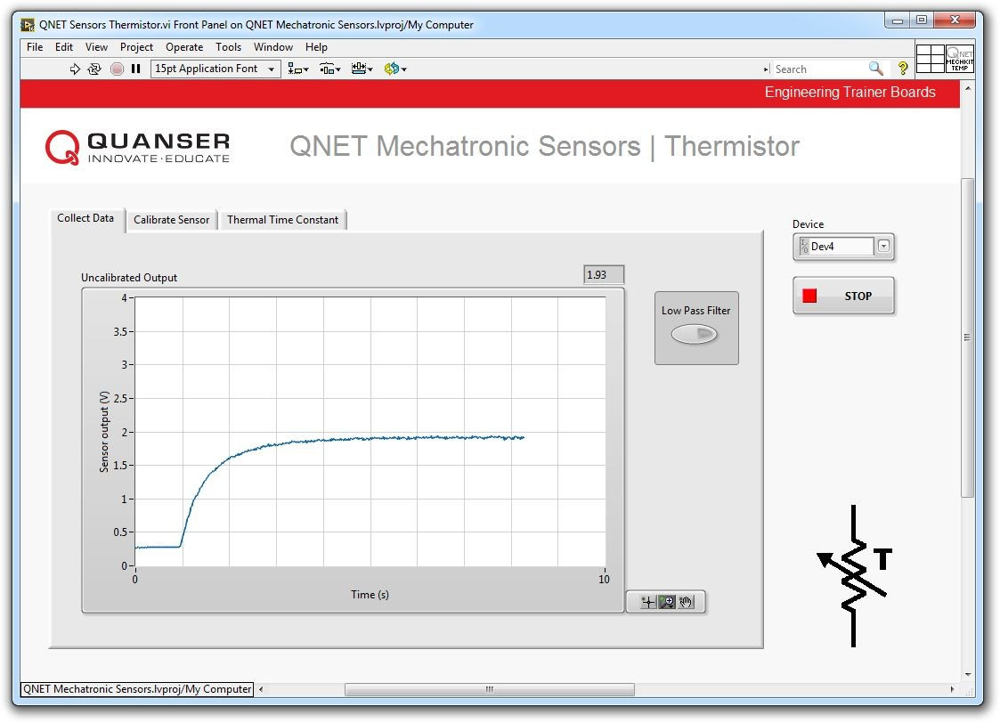 QNET Sensors Thermistor.vi Front Panel on QNET Mechatronic Sensors.lvproj/My Computer
File Edit View Project Operate Tools Window Help
15pt Application Font
Search
?
QNET
MECHKIT
TEMP
Engineering Trainer Boards
QUANSER
INNOVATE·EDUCATE
QNET Mechatronic Sensors | Thermistor
Collect Data
Calibrate Sensor
Thermal Time Constant
Device
I/O Dev4
STOP
Uncalibrated Output
1.93
Low Pass Filter
4
3.5
3
2.5
2
1.5
1
0.5
0
Sensor output (V)
0
10
Time (s)
T
QNET Mechatronic Sensors.lvproj/My Computer